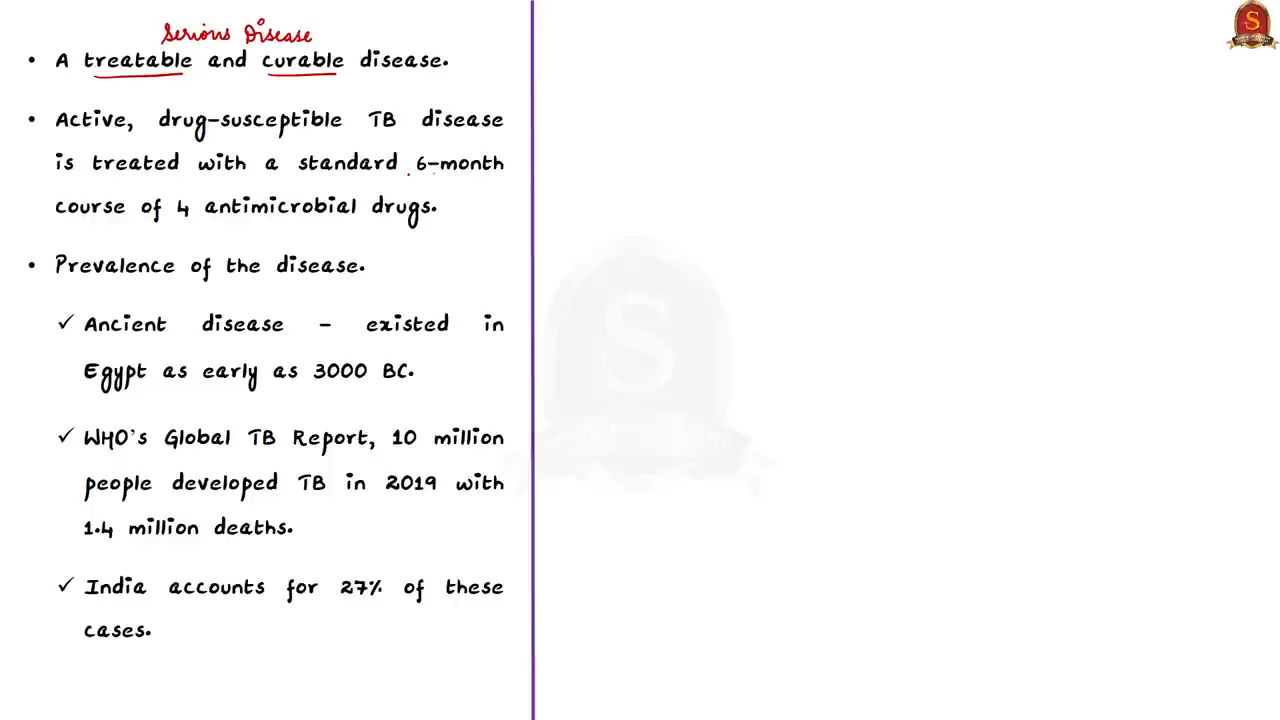 Serious Disease
• A treatable and curable disease.
• Active, drug-susceptible TB disease
is treated with a standard 6-month
course of 4 antimicrobial drugs.
• Prevalence of the disease.
✓ Ancient disease - existed in
Egypt as early as 3000 BC.
✓ WHO's Global TB Report, 10 million
people developed TB in 2019 with
1.4 million deaths.
✓ India accounts for 27% of these
cases.
S